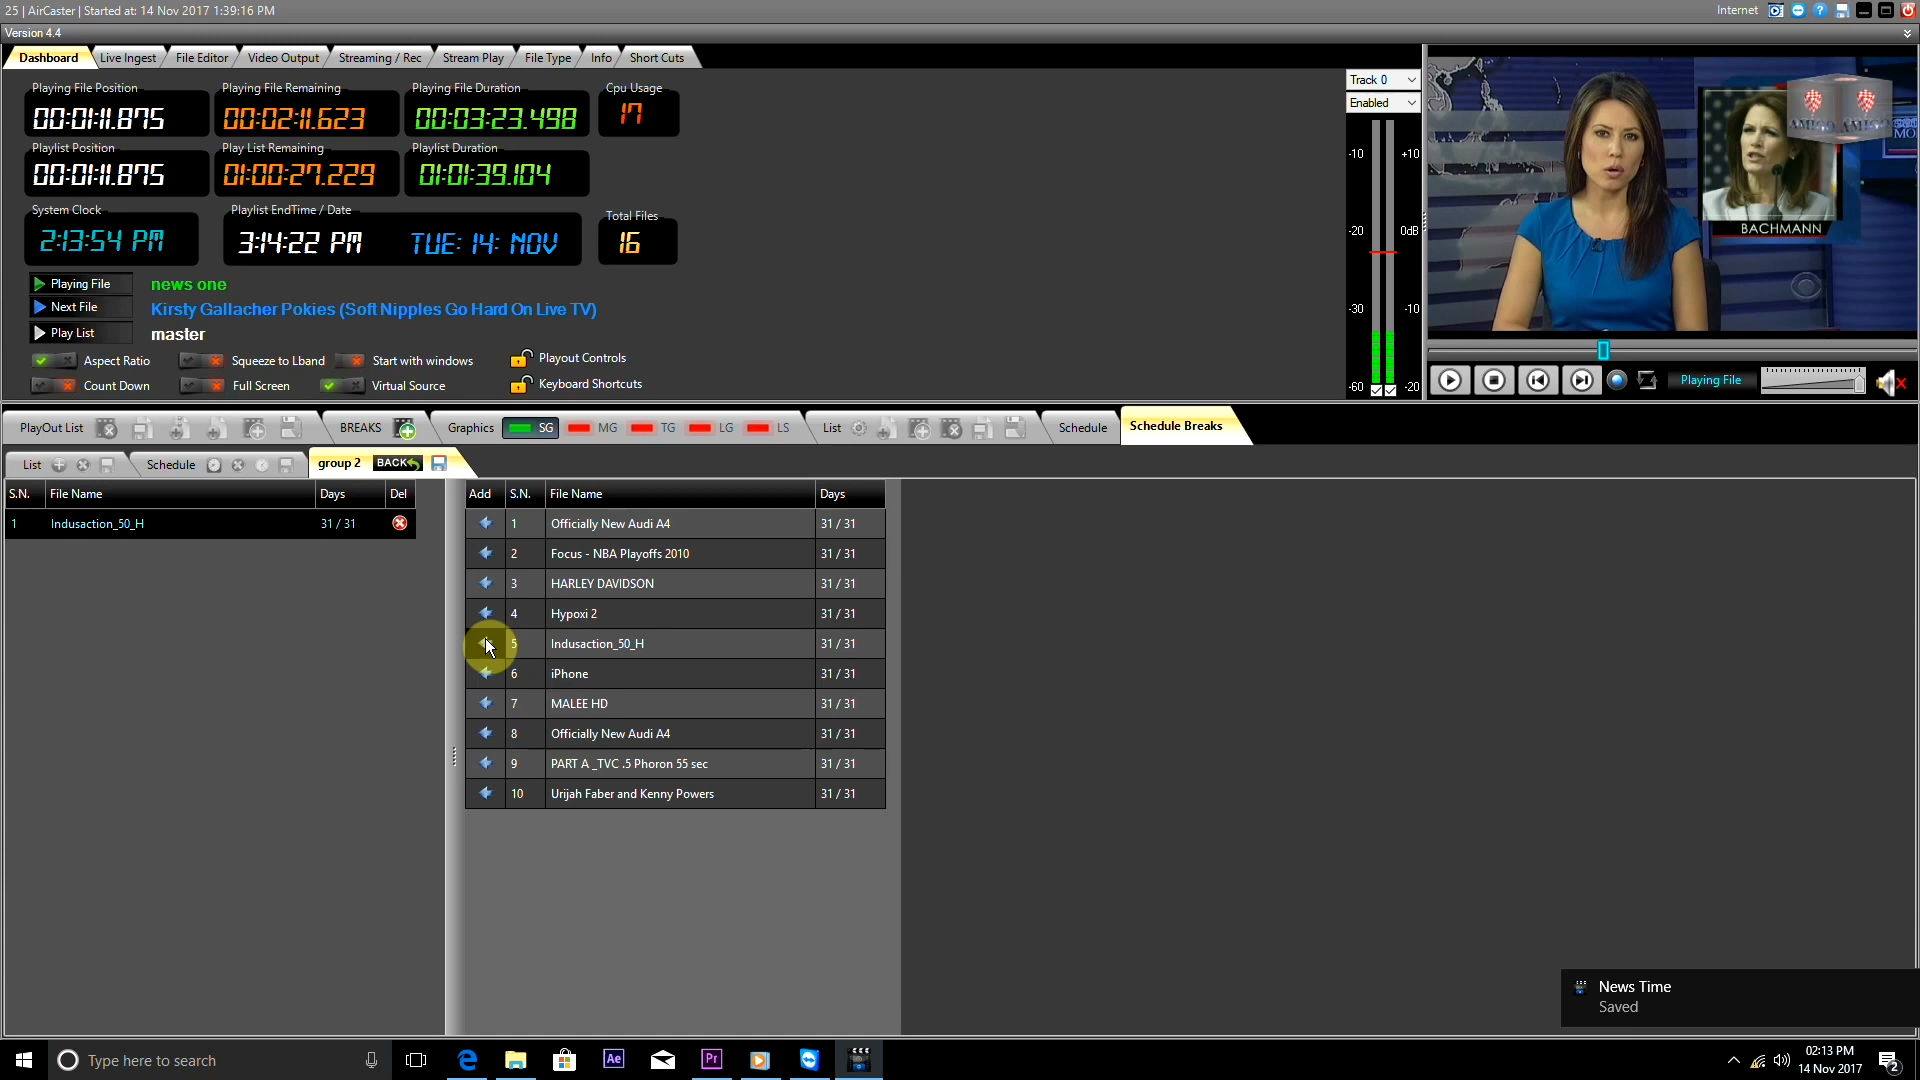 25 | AirCaster | Started at: 14 Nov 2017 1:39:16 PM
Internet
Version 4.4
Dashboard
Live Ingest
File Editor
Video Output
Streaming / Rec
Stream Play
File Type
Info
Short Cuts
Playing File Position
Playing File Remaining
Playing File Duration
Cpu Usage
00:01:11.875
00:02:11.623
00:03:23.498
17
Playlist Position
Play List Remaining
Playlist Duration
00:01:11.875
01:00:27.229
01:01:39.104
System Clock
Playlist EndTime / Date
Total Files
2:13:54 PM
3:14:22 PM
TUE: 14: NOV
16
Playing File
news one
Next File
Kirsty Gallacher Pokies (Soft Nipples Go Hard On Live TV)
Play List
master
Aspect Ratio
Squeeze to Lband
Start with windows
Playout Controls
Count Down
Full Screen
Virtual Source
Keyboard Shortcuts
Track 0
Enabled
-10
+10
-20
0dB
-30
-10
-60
-20
AMIGO
AMIGO
MO
BACHMANN
Playing File
PlayOut List
BREAKS
Graphics
SG
MG
TG
LG
LS
List
Schedule
Schedule Breaks
List
Schedule
group 2
BACK
S.N.
File Name
Days
Del
1
Indusaction_50_H
31 / 31
Add
S.N.
File Name
Days
1
Officially New Audi A4
31 / 31
2
Focus - NBA Playoffs 2010
31 / 31
3
HARLEY DAVIDSON
31 / 31
4
Hypoxi 2
31 / 31
5
Indusaction_50_H
31 / 31
6
iPhone
31 / 31
7
MALEE HD
31 / 31
8
Officially New Audi A4
31 / 31
9
PART A _TVC .5 Phoron 55 sec
31 / 31
10
Urijah Faber and Kenny Powers
31 / 31
News Time
Saved
Type here to search
Ae
Pr
02:13 PM
14 Nov 2017
2